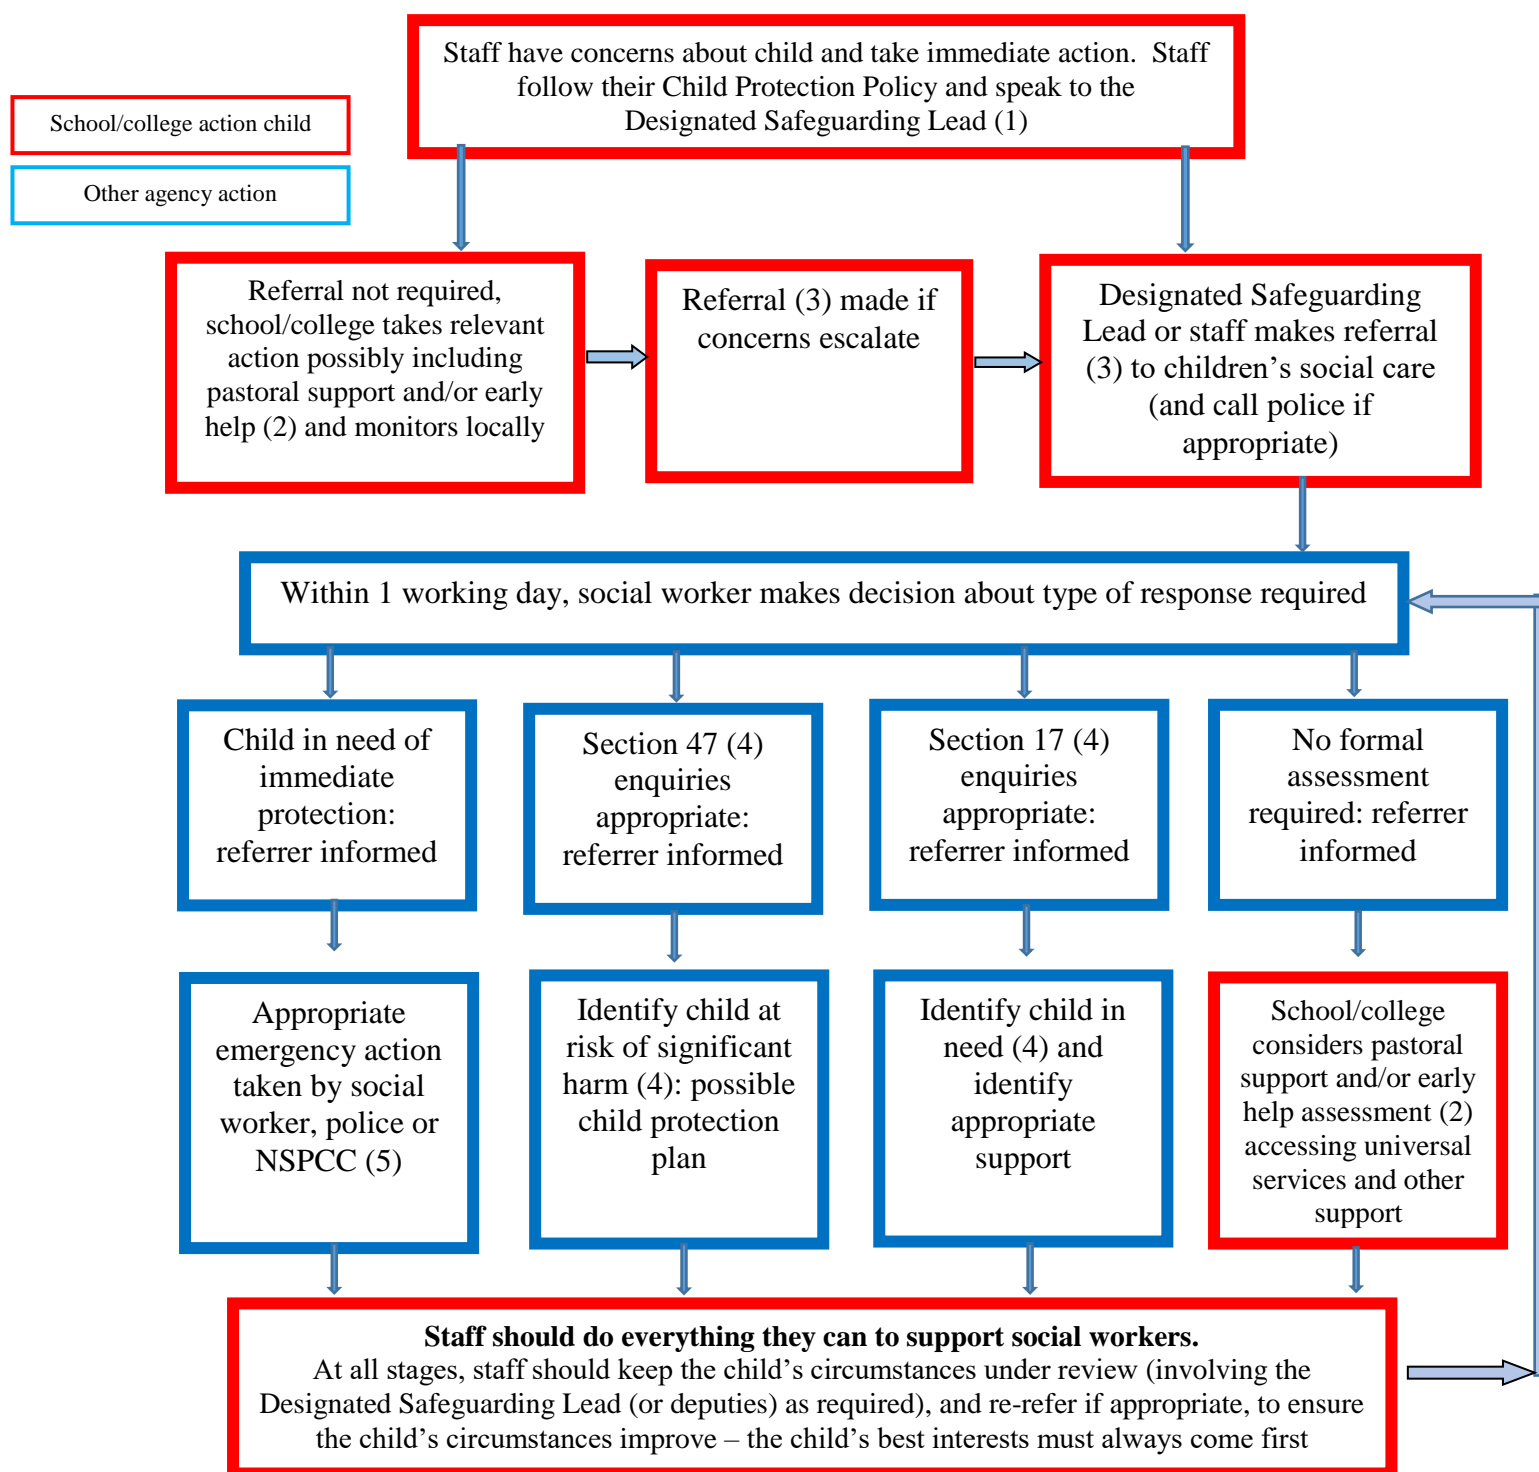 Staff have concerns about child and take immediate action.  Staff
follow their Child Protection Policy and speak to the
Designated Safeguarding Lead (1)
School/college action child
Other agency action
Referral not required,
school/college takes relevant
action possibly including
pastoral support and/or early
help (2) and monitors locally
Referral (3) made if
concerns escalate
Designated Safeguarding
Lead or staff makes referral
(3) to children’s social care
(and call police if
appropriate)
Within 1 working day, social worker makes decision about type of response required
Child in need of
immediate
protection:
referrer informed
Section 47 (4)
enquiries
appropriate:
referrer informed
Section 17 (4)
enquiries
appropriate:
referrer informed
No formal
assessment
required: referrer
informed
Appropriate
emergency action
taken by social
worker, police or
NSPCC (5)
Identify child at
risk of significant
harm (4): possible
child protection
plan
Identify child in
need (4) and
identify
appropriate
support
School/college
considers pastoral
support and/or early
help assessment (2)
accessing universal
services and other
support
Staff should do everything they can to support social workers.
At all stages, staff should keep the child’s circumstances under review (involving the
Designated Safeguarding Lead (or deputies) as required), and re-refer if appropriate, to ensure
the child’s circumstances improve – the child’s best interests must always come first